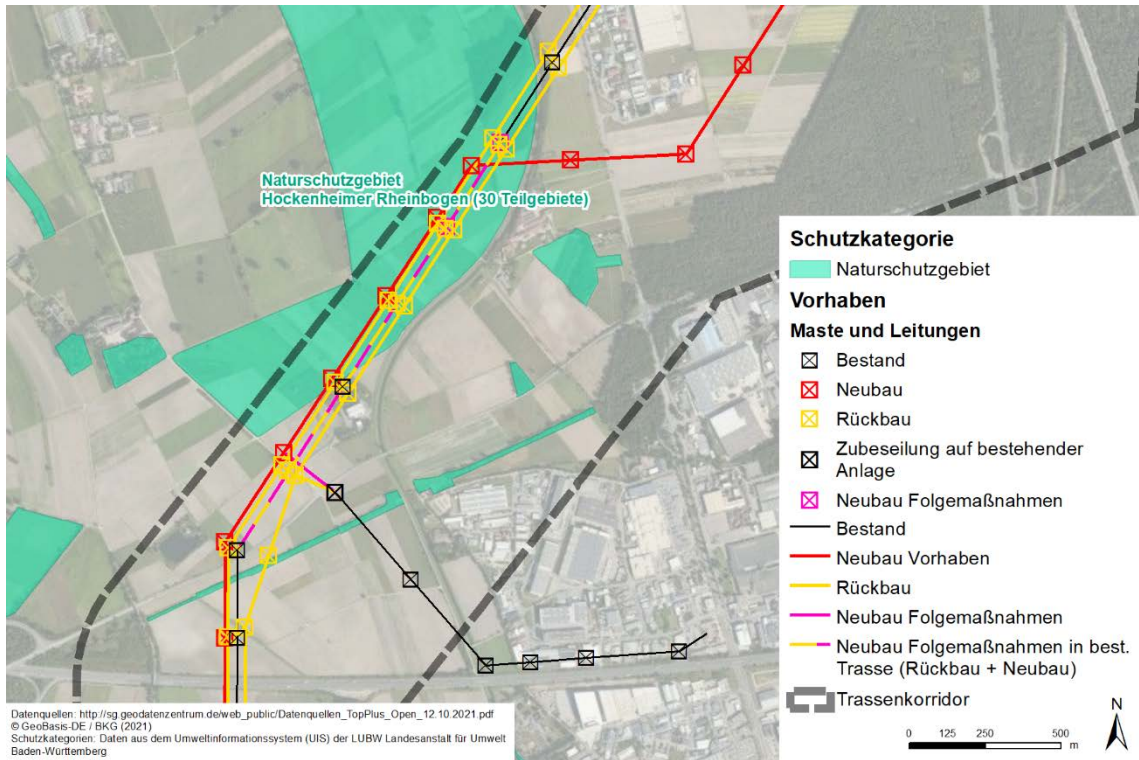 Naturschutzgebiet
Hockenheimer Rheinbogen (30 Teilgebiete)
Schutzkategorie
Naturschutzgebiet
Vorhaben
Maste und Leitungen
Bestand
Neubau
Rückbau
Zubeseilung auf bestehender
Anlage
Neubau Folgemaßnahmen
Bestand
Neubau Vorhaben
Rückbau
Neubau Folgemaßnahmen
Neubau Folgemaßnahmen in best.
Trasse (Rückbau + Neubau)
Trassenkorridor
N
0 125 250 500
m
Datenquellen: http://sg.geodatenzentrum.de/web_public/Datenquellen_TopPlus_Open_12.10.2021.pdf
© GeoBasis-DE / BKG (2021)
Schutzkategorien: Daten aus dem Umweltinformationssystem (UIS) der LUBW Landesanstalt für Umwelt
Baden-Württemberg